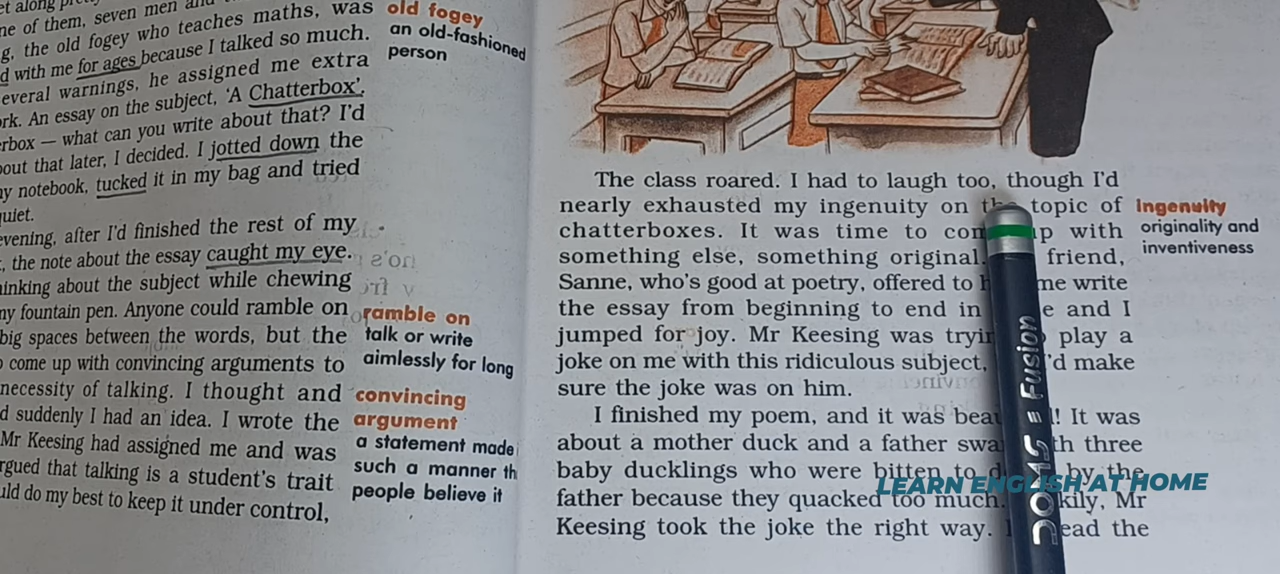 et along
ne of them, seven men and
g, the old fogey who teaches maths, was
d with me for ages because I talked so much.
everal warnings, he assigned me extra
ork. An essay on the subject, ‘A Chatterbox’.
rbox — what can you write about that? I’d
bout that later, I decided. I jotted down the
y notebook, tucked it in my bag and tried
quiet.
evening, after I’d finished the rest of my
, the note about the essay caught my eye.
inking about the subject while chewing
ny fountain pen. Anyone could ramble on
big spaces between the words, but the
o come up with convincing arguments to
necessity of talking. I thought and
d suddenly I had an idea. I wrote the
Mr Keesing had assigned me and was
rgued that talking is a student’s trait
uld do my best to keep it under control,
old fogey
an old-fashioned
person
ramble on
talk or write
aimlessly for long
convincing
argument
a statement made
such a manner th
people believe it
The class roared. I had to laugh too, though I’d
nearly exhausted my ingenuity on the topic of
chatterboxes. It was time to com up with
something else, something original. friend,
Sanne, who’s good at poetry, offered to h me write
the essay from beginning to end in e and I
jumped for joy. Mr Keesing was tryin play a
joke on me with this ridiculous subject, ’d make
sure the joke was on him.
I finished my poem, and it was beau l! It was
about a mother duck and a father swa th three
baby ducklings who were bitten to d by the
father because they quacked too much. kily, Mr
Keesing took the joke the right way. ead the
Ingenuity
originality and
inventiveness
DOMS Fusion
LEARN ENGLISH AT HOME